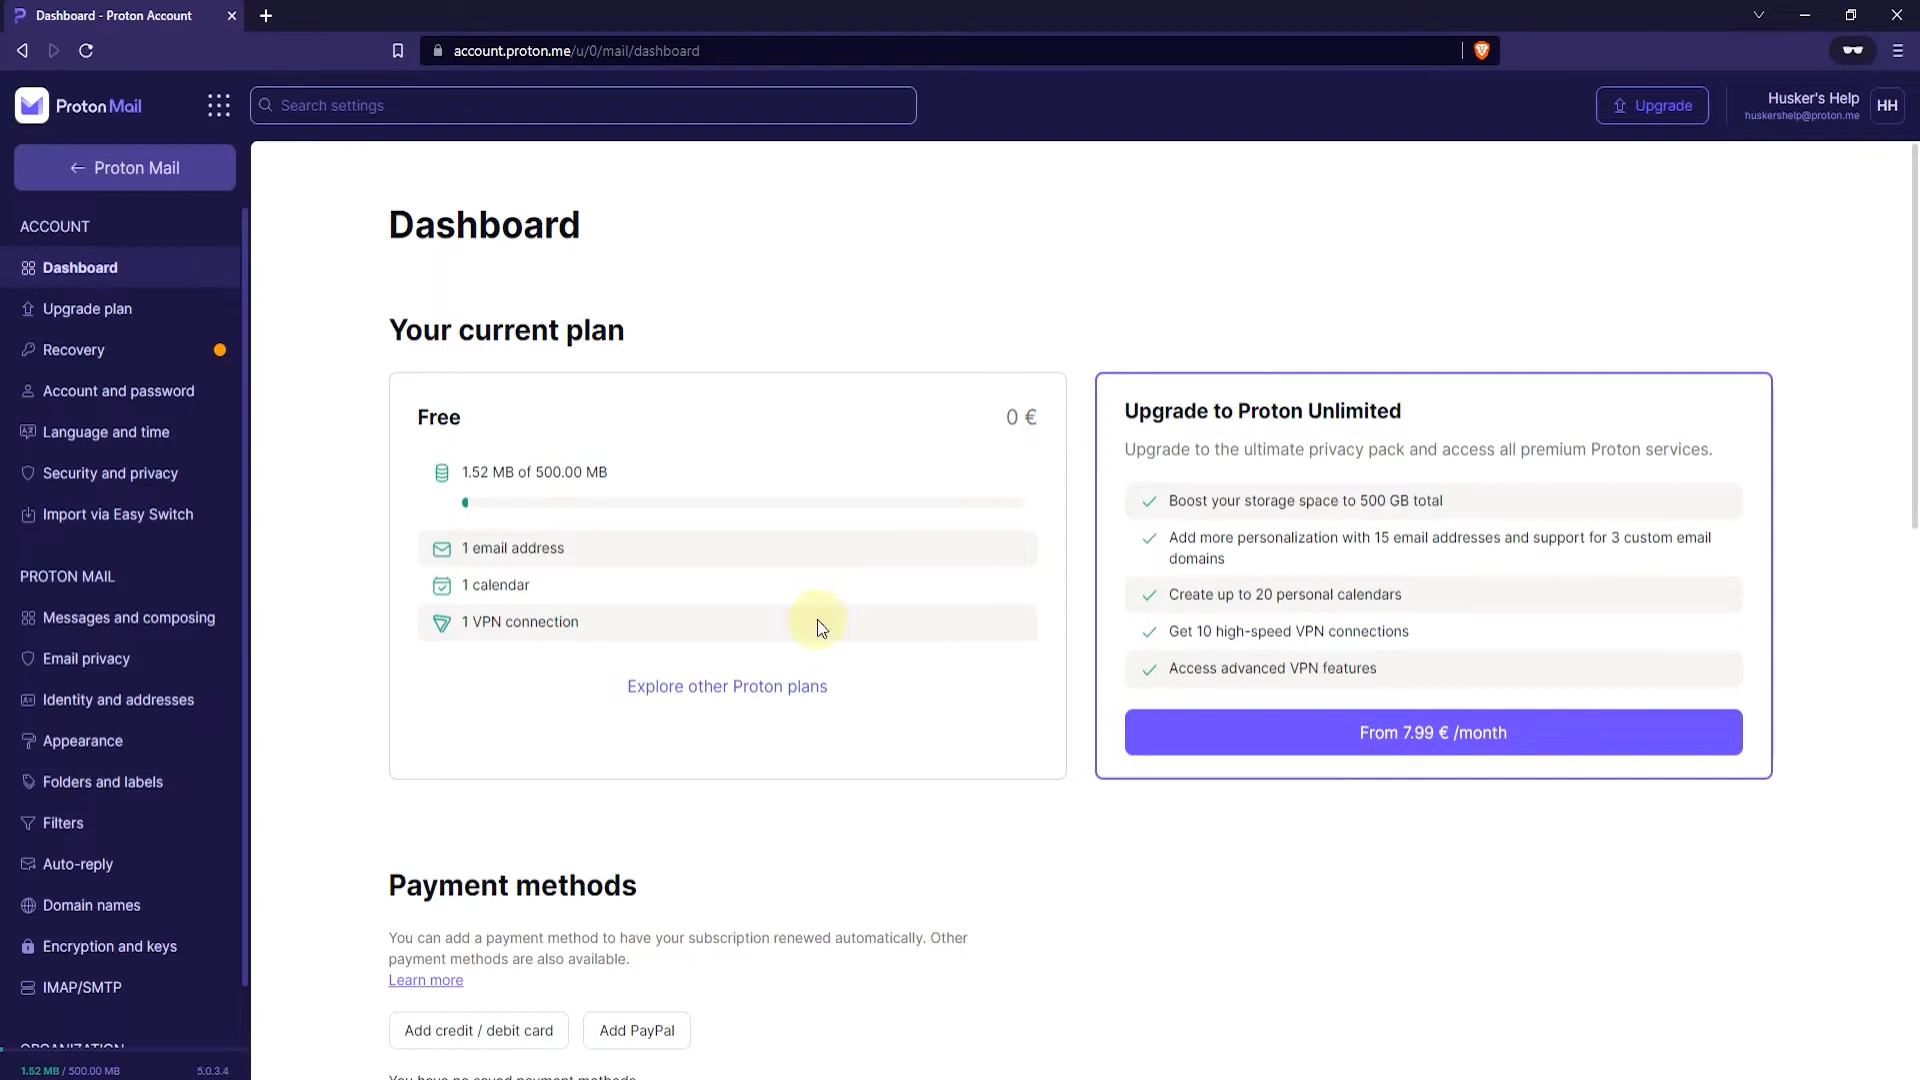 Dashboard - Proton Account
account.proton.me/u/0/mail/dashboard
Proton Mail
Search settings
Upgrade
Husker's Help
huskershelp@proton.me
HH
← Proton Mail
ACCOUNT
Dashboard
Upgrade plan
Recovery
Account and password
Language and time
Security and privacy
Import via Easy Switch
PROTON MAIL
Messages and composing
Email privacy
Identity and addresses
Appearance
Folders and labels
Filters
Auto-reply
Domain names
Encryption and keys
IMAP/SMTP
ORGANIZATION
1.52 MB / 500.00 MB
5.0.3.4
Dashboard
Your current plan
Free
0 €
1.52 MB of 500.00 MB
1 email address
1 calendar
1 VPN connection
Explore other Proton plans
Upgrade to Proton Unlimited
Upgrade to the ultimate privacy pack and access all premium Proton services.
Boost your storage space to 500 GB total
Add more personalization with 15 email addresses and support for 3 custom email
domains
Create up to 20 personal calendars
Get 10 high-speed VPN connections
Access advanced VPN features
From 7.99 € /month
Payment methods
You can add a payment method to have your subscription renewed automatically. Other
payment methods are also available.
Learn more
Add credit / debit card
Add PayPal
You have no saved payment methods